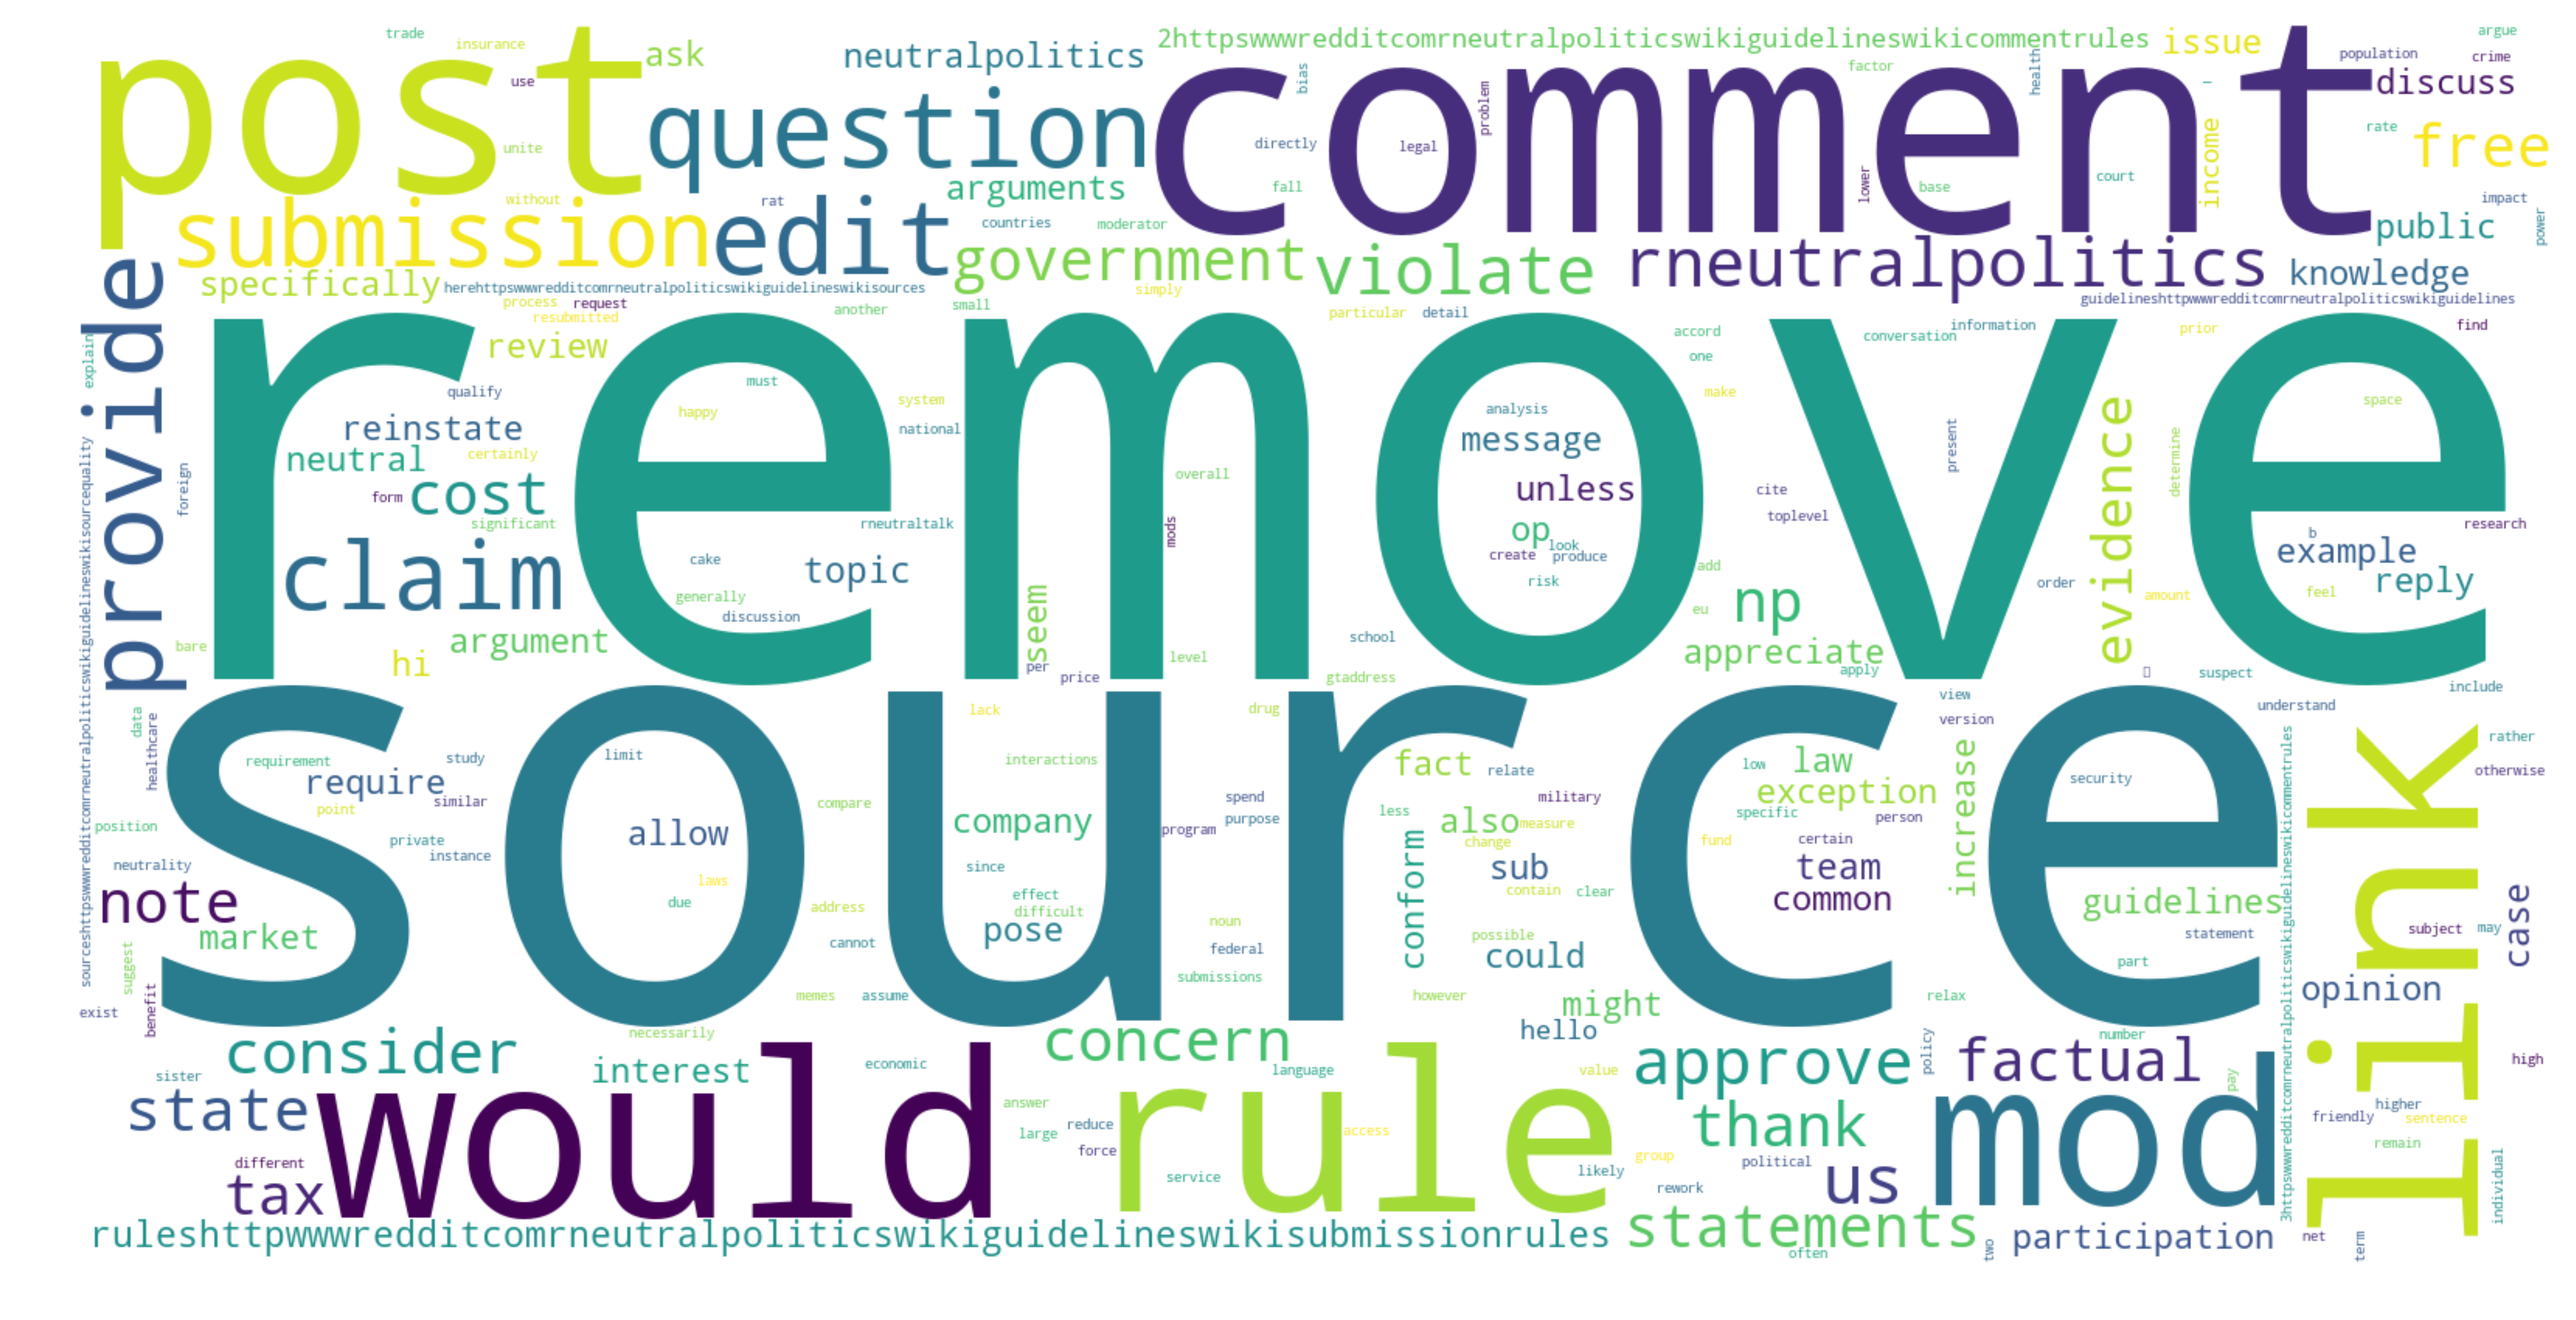 trade
insurance
ask
neutralpolitics
2httpswwwredditcomrneutralpoliticswikiguidelineswikicommentrules
issue
argue
post
use
unite
question
comment
bias
problem
factor
health
population
crime
discuss
directly
legal
rate
free
income
arguments
fall
lower
base
court
impact
power
without
rat
countries
moderator
public
submission
edit
government
violate
rneutralpolitics
knowledge
specifically
herehttpswwwredditcomrneutralpoliticswikiguidelineswikisources
simply
guidelineshttpwwwredditcomrneutralpoliticswikiguidelines
provide
process
request
resubmitted
another
small
particular
detail
accord
one
conversation
information
prior
find
explain
review
remove
qualify
must
happy
system
national
analysis
make
space
reinstate
neutral
certainly
message
present
evidence
determine
form
cost
significant
overall
unless
cite
toplevel
foreign
rneutraltalk
mods
op
look
create
produce
research
b
example
claim
cake
topic
risk
add
order
amount
feel
reply
generally
discussion
seem
eu
np
bare
hi
argument
school
appreciate
per
price
level
gtaddress
apply
suspect
include
sourceshttpswwwredditcomrneutralpoliticswikiguidelineswikisourcequality
data
healthcare
source
lack
drug
view
version
understand
requirement
require
study
limit
interactions
fact
relate
low
law
increase
security
rather
otherwise
link
point
similar
compare
spend
purpose
military
exception
specific
person
position
private
instance
allow
company
program
less
also
measure
change
fund
certain
3httpswwwredditcomrneutralpoliticswikiguidelineswikicommentrules
neutrality
note
laws
since
conform
sub
team
common
contain
clear
guidelines
case
market
due
address
effect
difficult
pose
noun
federal
possible
could
statement
subject
may
suggest
cannot
submissions
part
exist
benefit
memes
assume
however
might
relax
opinion
necessarily
hello
number
consider
interest
economic
concern
language
value
approve
policy
factual
high
sister
state
would
answer
large
reduce
force
rule
access
thank
mod
pay
higher
friendly
sentence
remain
different
tax
service
likely
group
rework
political
us
individual
ruleshttpwwwredditcomrneutralpoliticswikiguidelineswikisubmissionrules
statements
often
two
participation
net
term